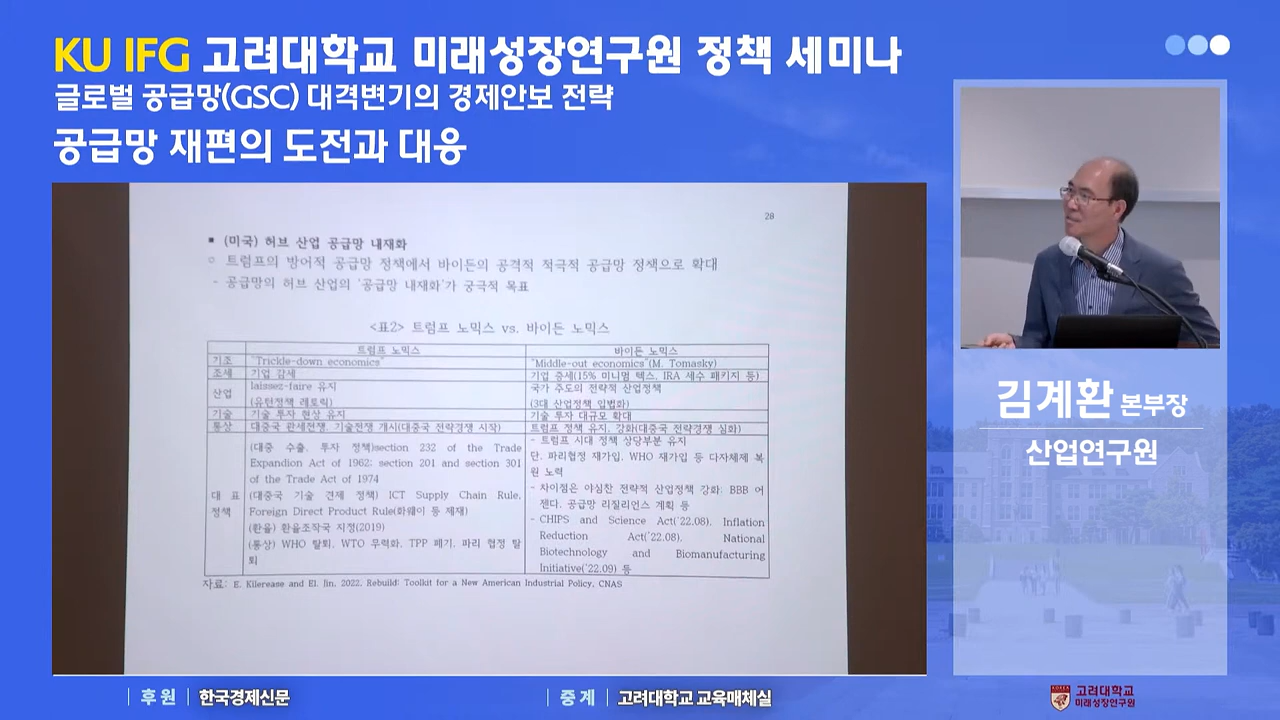 KU IFG 고려대학교 미래성장연구원 정책 세미나
글로벌 공급망(GSC) 대격변기의 경제안보 전략
공급망 재편의 도전과 대응
28
▪ (미국) 허브 산업 공급망 내재화
○ 트럼프의 방어적 공급망 정책에서 바이든의 공격적 적극적 공급망 정책으로 확대
- 공급망의 허브 산업의 '공급망 내재화'가 궁극적 목표
<표2> 트럼프 노믹스 vs. 바이든 노믹스
트럼프 노믹스 바이든 노믹스
기조 "Trickle-down economics" "Middle-out economics"(M. Tomasky)
조세 기업 감세 기업 증세(15% 미니멈 텍스, IRA 세수 패키지 등)
산업 laissez-faire 유지
(유턴정책 레토릭)
국가 주도의 전략적 산업정책
(3대 산업정책 입법화)
기술 기술 투자 현상 유지 기술 투자 대규모 확대
통상 대중국 관세전쟁, 기술전쟁 개시(대중국 전략경쟁 시작) 트럼프 정책 유지, 강화(대중국 전략경쟁 심화)
대 표
정책
(대중 수출, 투자 정책)section 232 of the Trade
Expansion Act of 1962; section 201 and section 301
of the Trade Act of 1974
(대중국 기술 견제 정책) ICT Supply Chain Rule,
Foreign Direct Product Rule(화웨이 등 제재)
(환율) 환율조작국 지정(2019)
(통상) WHO 탈퇴, WTO 무력화, TPP 폐기, 파리 협정 탈
퇴
- 트럼프 시대 정책 상당부분 유지
단, 파리협정 재가입, WHO 재가입 등 다자체제 복
원 노력
- 차이점은 야심찬 전략적 산업정책 강화: BBB 어
젠다, 공급망 리질리언스 계획 등
- CHIPS and Science Act('22.08), Inflation
Reduction Act('22.08), National
Biotechnology and Biomanufacturing
Initiative('22.09) 등
자료: E. Kilcrease and El. Jin, 2022, Rebuild: Toolkit for a New American Industrial Policy, CNAS
김계환 본부장
산업연구원
후원 한국경제신문
중계 고려대학교 교육매체실
고려대학교
미래성장연구원